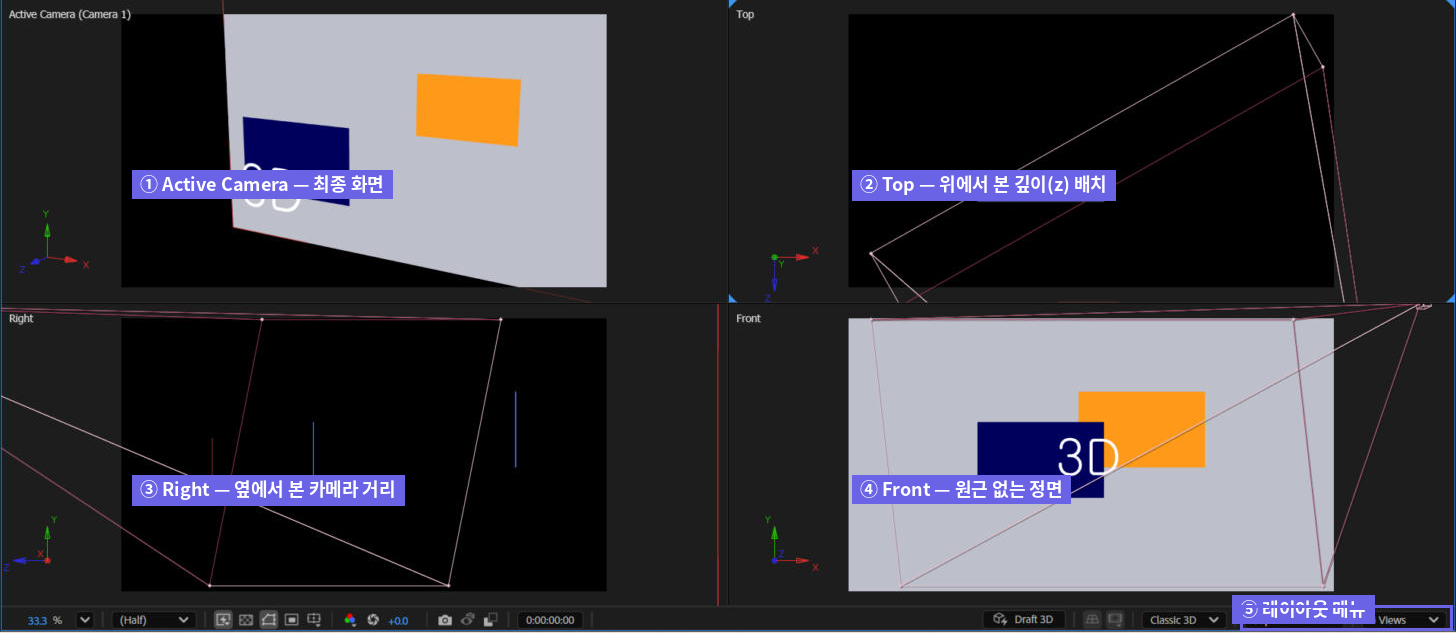 Active Camera (Camera 1)
Top
① Active Camera — 최종 화면
3D
② Top — 위에서 본 깊이(z) 배치
Y
Z
X
X
Y
Z
Right
Front
3D
③ Right — 옆에서 본 카메라 거리
④ Front — 원근 없는 정면
Y
X
Z
Y
Z
X
⑤ 레이아웃 메뉴
33.3 %
(Half)
+0.0
0:00:00:00
Draft 3D
Classic 3D
Views